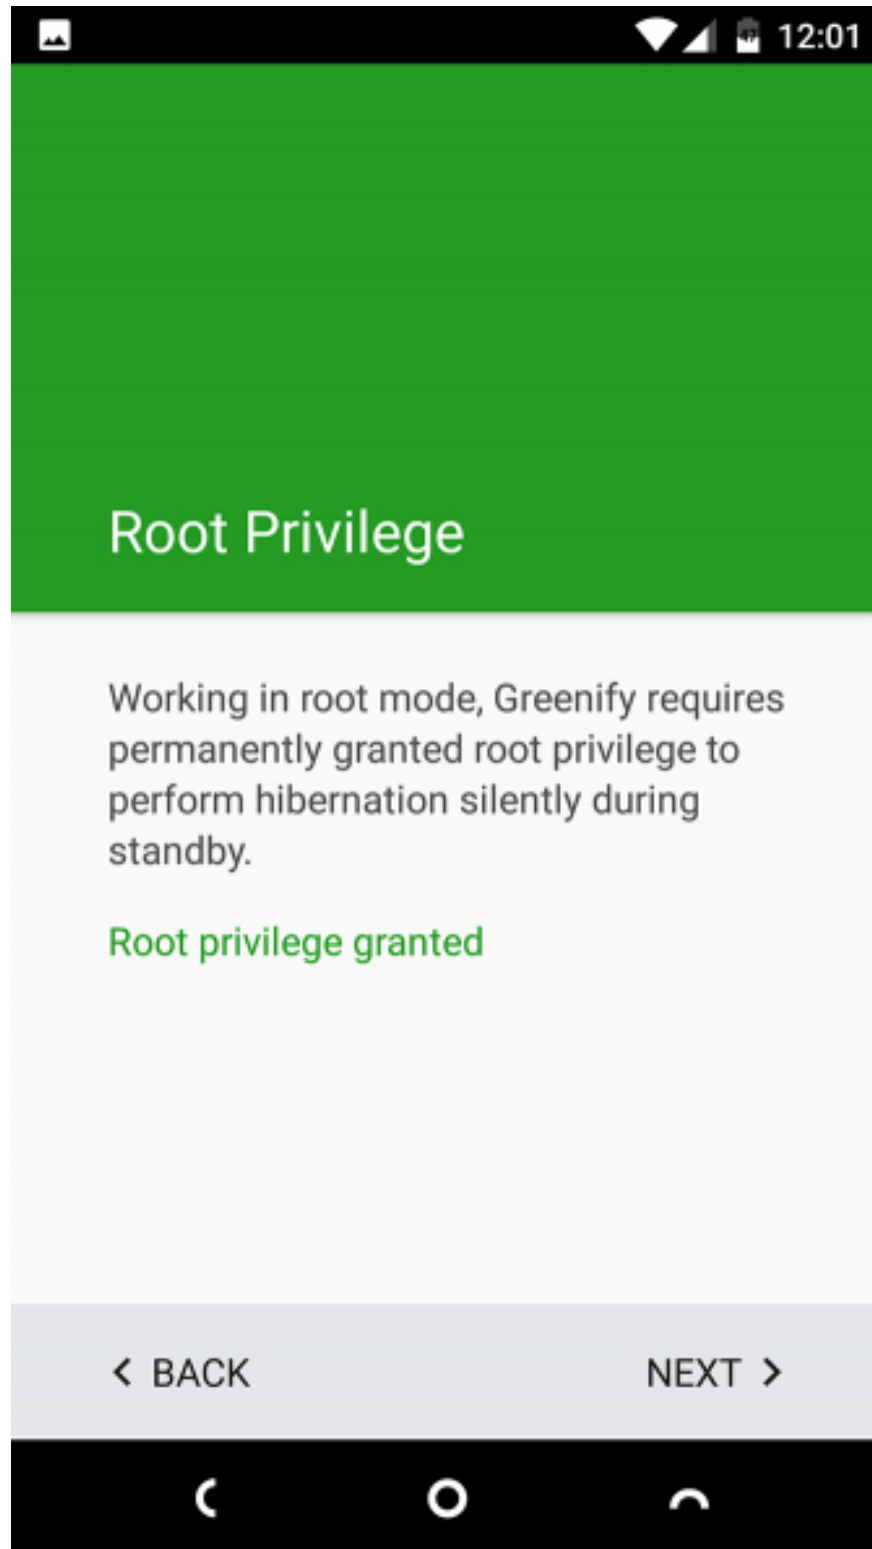 47 12:01
Root Privilege
Working in root mode, Greenify requires
permanently granted root privilege to
perform hibernation silently during
standby.
Root privilege granted
BACK NEXT